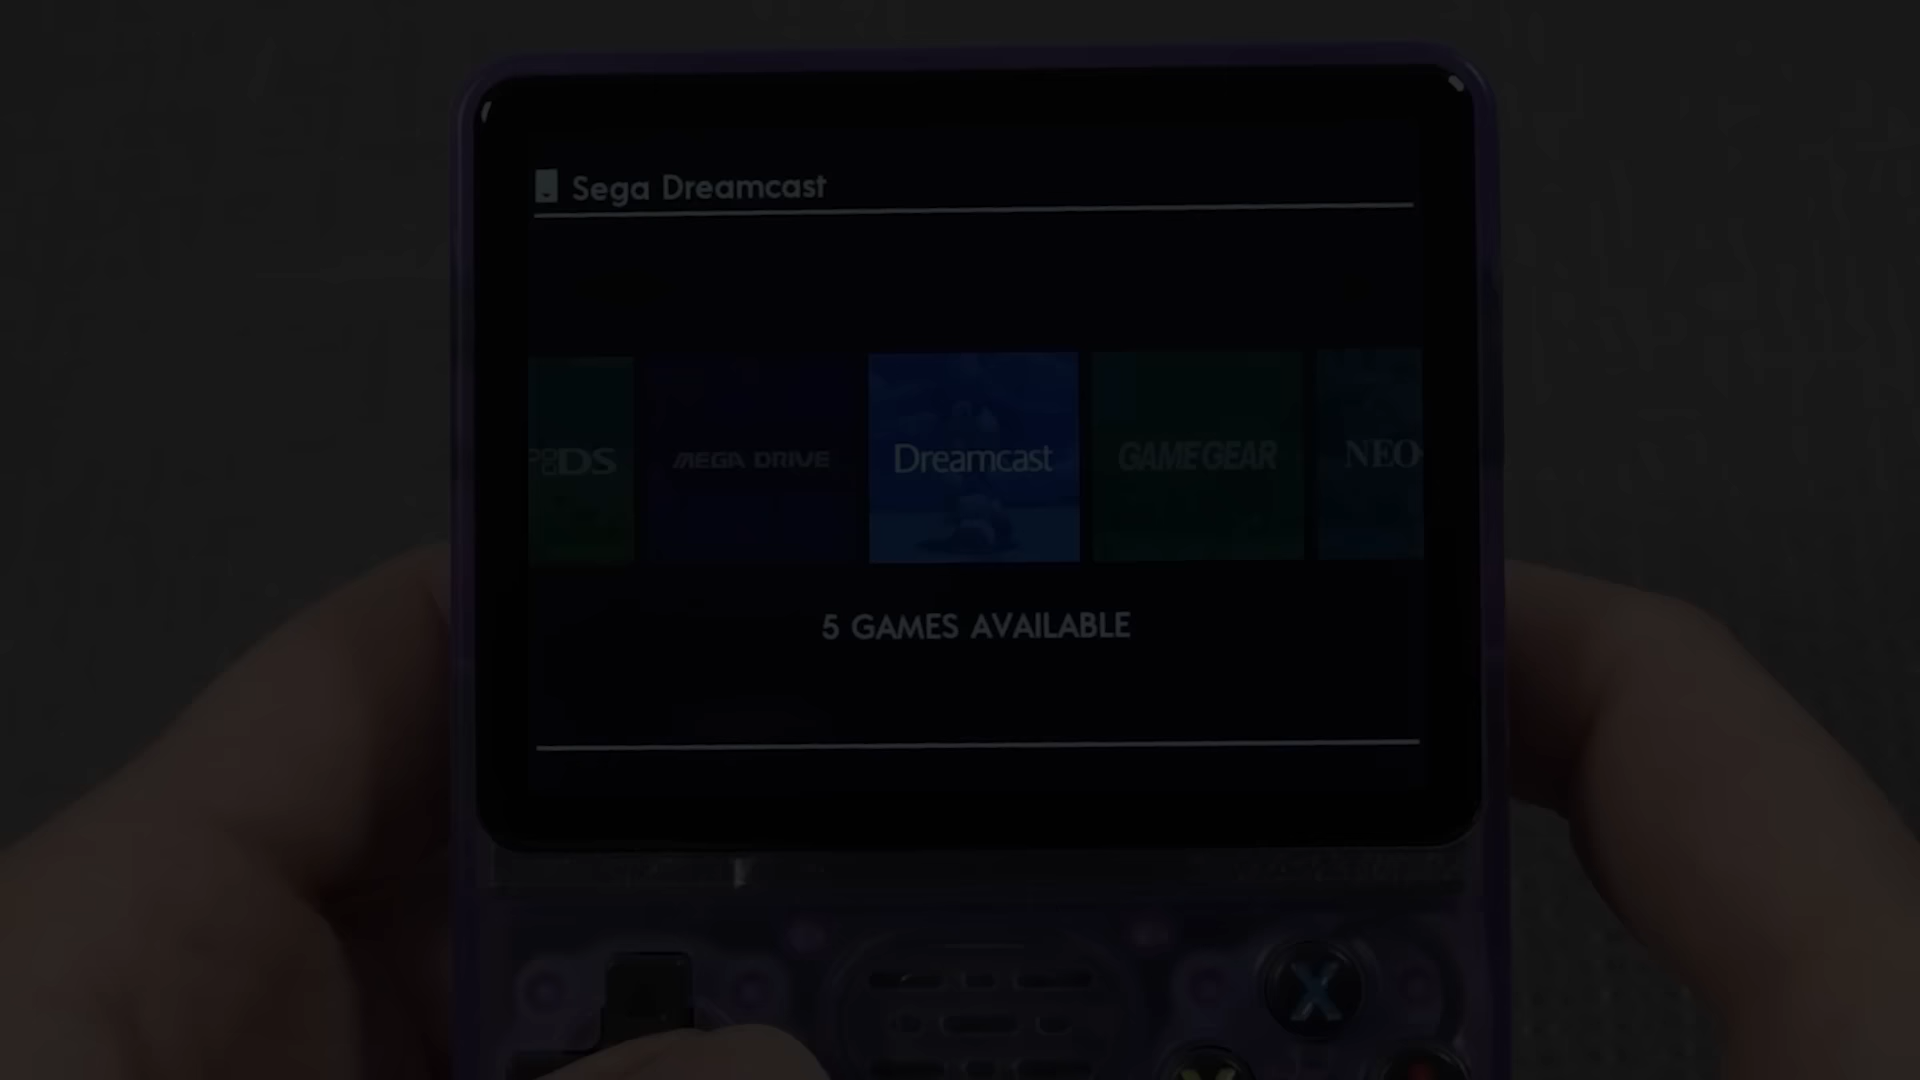 Sega Dreamcast
DS
MEGA DRIVE
Dreamcast
GAME GEAR
NEO
5 GAMES AVAILABLE
X
Y